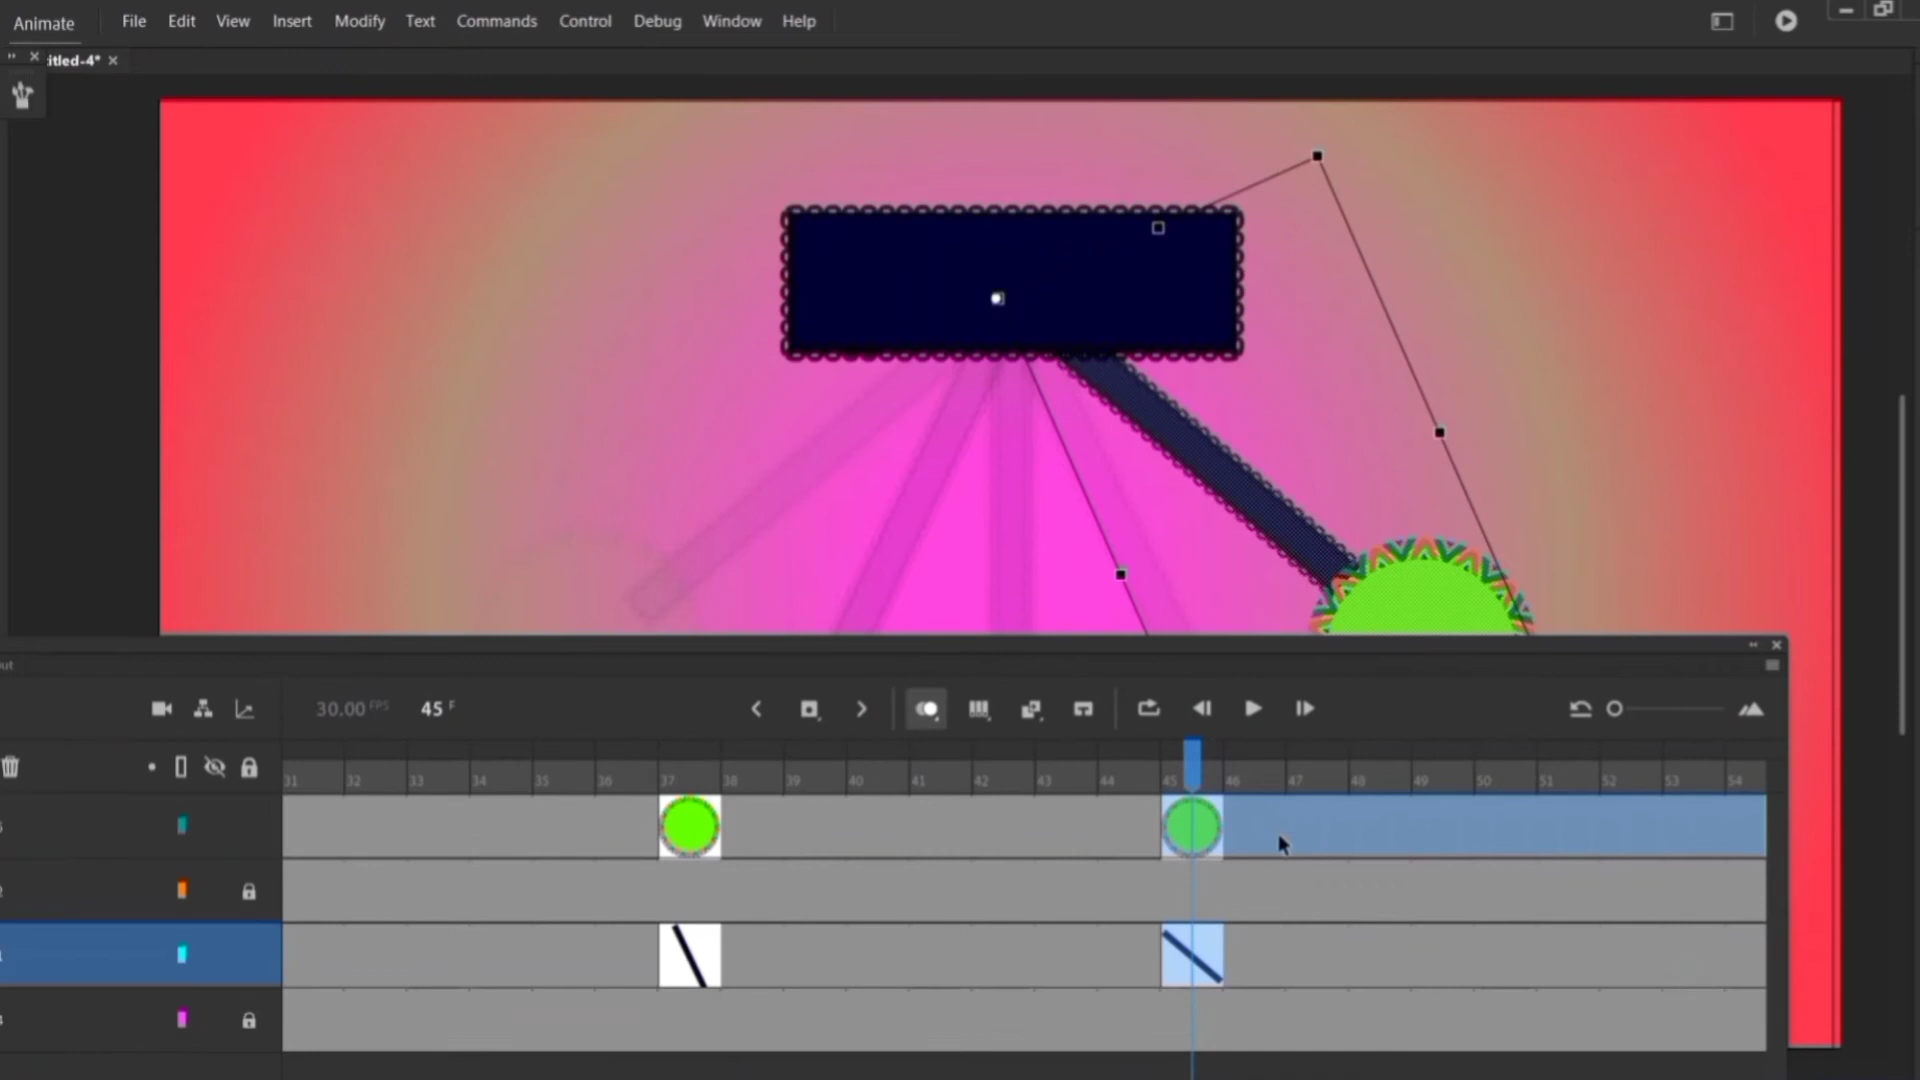 Animate File Edit View Insert Modify Text Commands Control Debug Window Help
itled-4*
ut
30.00 FPS 45 F
31 32 33 34 35 36 37 38 39 40 41 42 43 44 45 46 47 48 49 50 51 52 53 54